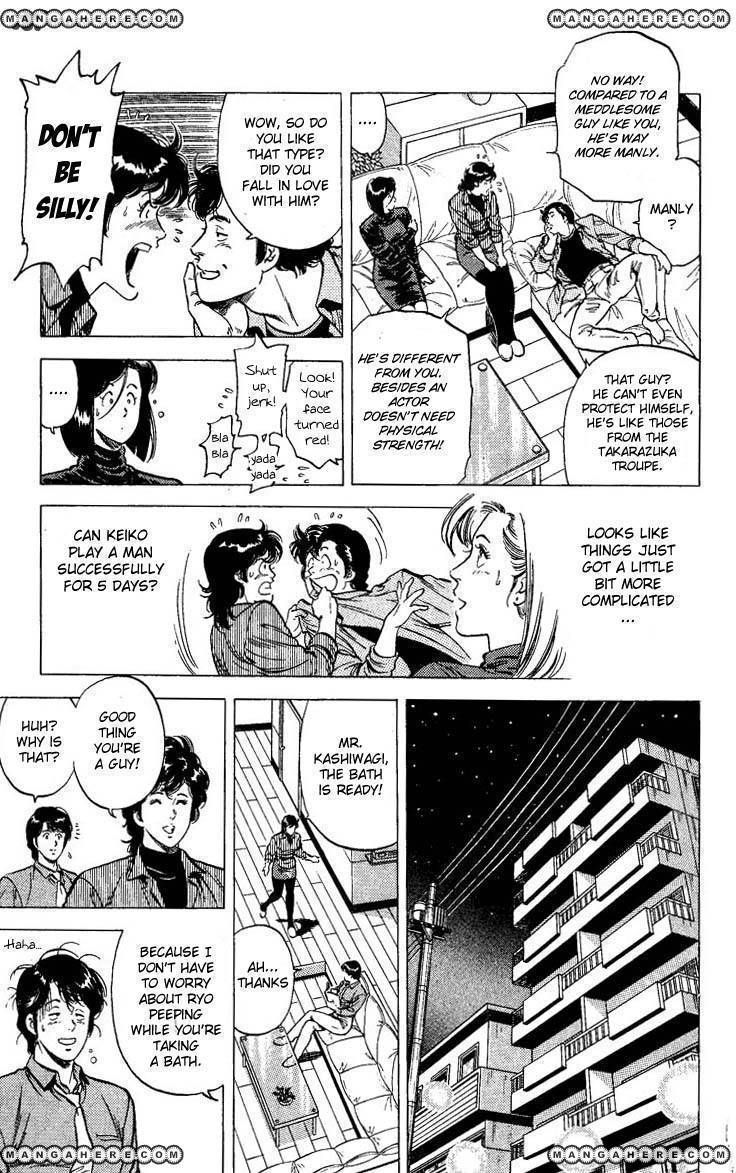 MANGAHERE.COM
MANGAHERE.COM
NO WAY!
COMPARED TO A
MEDDLESOME
GUY LIKE YOU,
HE'S WAY
MORE MANLY.
MANLY
?
....
HE'S DIFFERENT
FROM YOU.
BESIDES AN
ACTOR
DOESN'T NEED
PHYSICAL
STRENGTH!
THAT GUY?
HE CAN'T EVEN
PROTECT HIMSELF,
HE'S LIKE THOSE
FROM THE
TAKARAZUKA
TROUPE.
WOW, SO DO
YOU LIKE
THAT TYPE?
DID YOU
FALL IN LOVE
WITH HIM?
DON'T
BE
SILLY!
Look!
Your
face
turned
red!
Shut
up,
jerk!
yada
yada
Bla
Bla
....
LOOKS LIKE
THINGS JUST
GOT A LITTLE
BIT MORE
COMPLICATED
...
CAN KEIKO
PLAY A MAN
SUCCESSFULLY
FOR 5 DAYS?
MR.
KASHIWAGI,
THE BATH
IS READY!
AH...
THANKS
GOOD
THING
YOU'RE
A GUY!
HUH?
WHY IS
THAT?
BECAUSE I
DON'T HAVE
TO WORRY
ABOUT RYO
PEEPING
WHILE YOU'RE
TAKING
A BATH.
Haha...
MANGAHERE.COM
MANGAHERE.COM